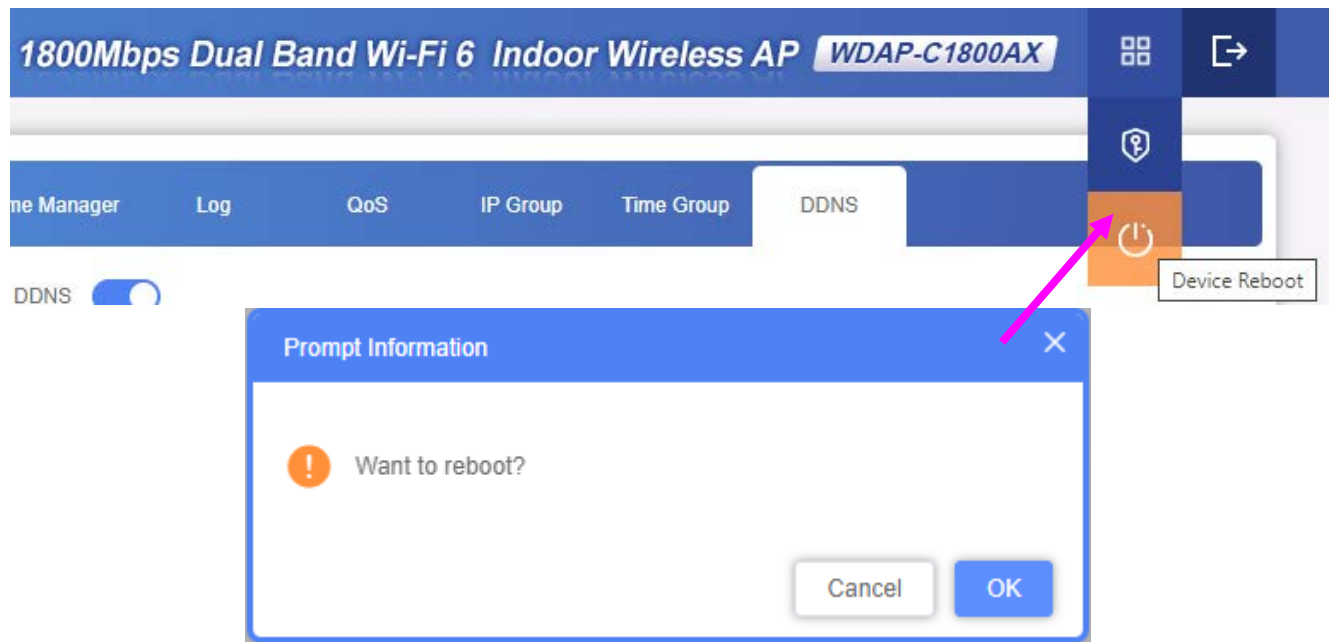 1800Mbps Dual Band Wi-Fi 6 Indoor Wireless AP WDAP-C1800AX
me Manager Log QoS IP Group Time Group DDNS
Device Reboot
DDNS
Prompt Information
Want to reboot?
Cancel OK